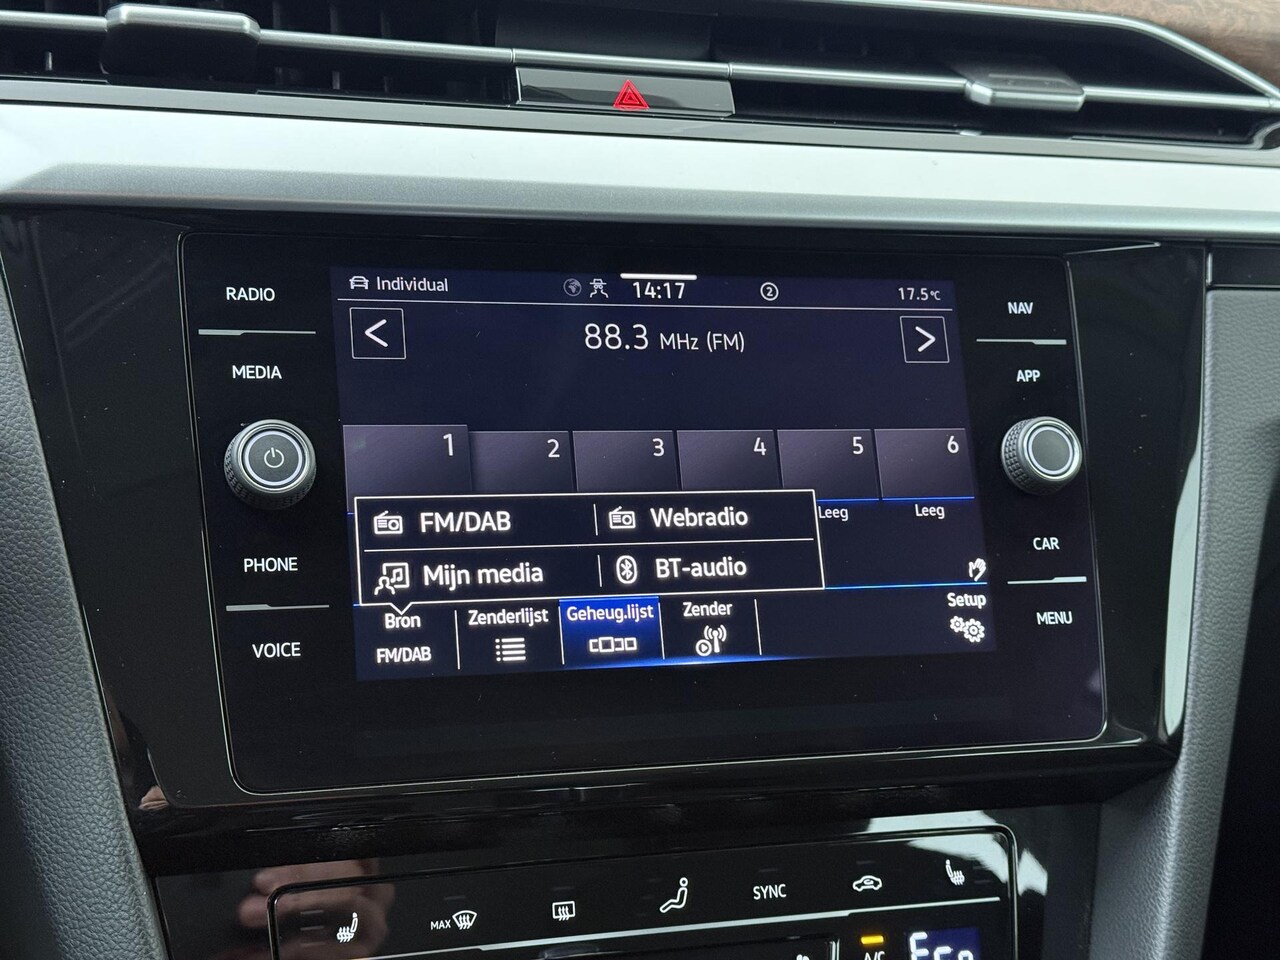 RADIO
MEDIA
PHONE
VOICE
Individual
14:17
2
17.5°C
88.3 MHz (FM)
1 2 3 4 5 6
FM/DAB Webradio
Mijn media BT-audio
Leeg Leeg
Bron Zenderlijst Geheug.lijst Zender Setup
FM/DAB
NAV
APP
CAR
MENU
MAX
SYNC
A/C
Eco